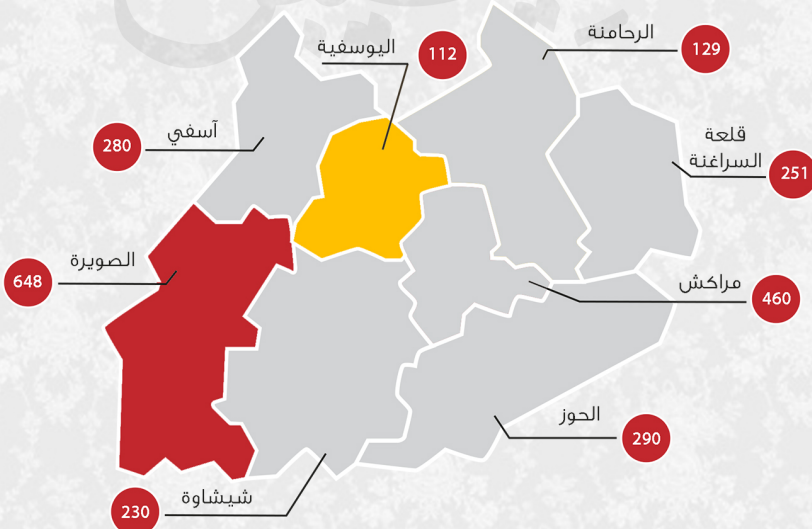 الرحامنة
129
اليوسفية
112
آسفي
280
قلعة
السراغنة
251
الصويرة
648
مراكش
460
الحوز
290
شيشاوة
230